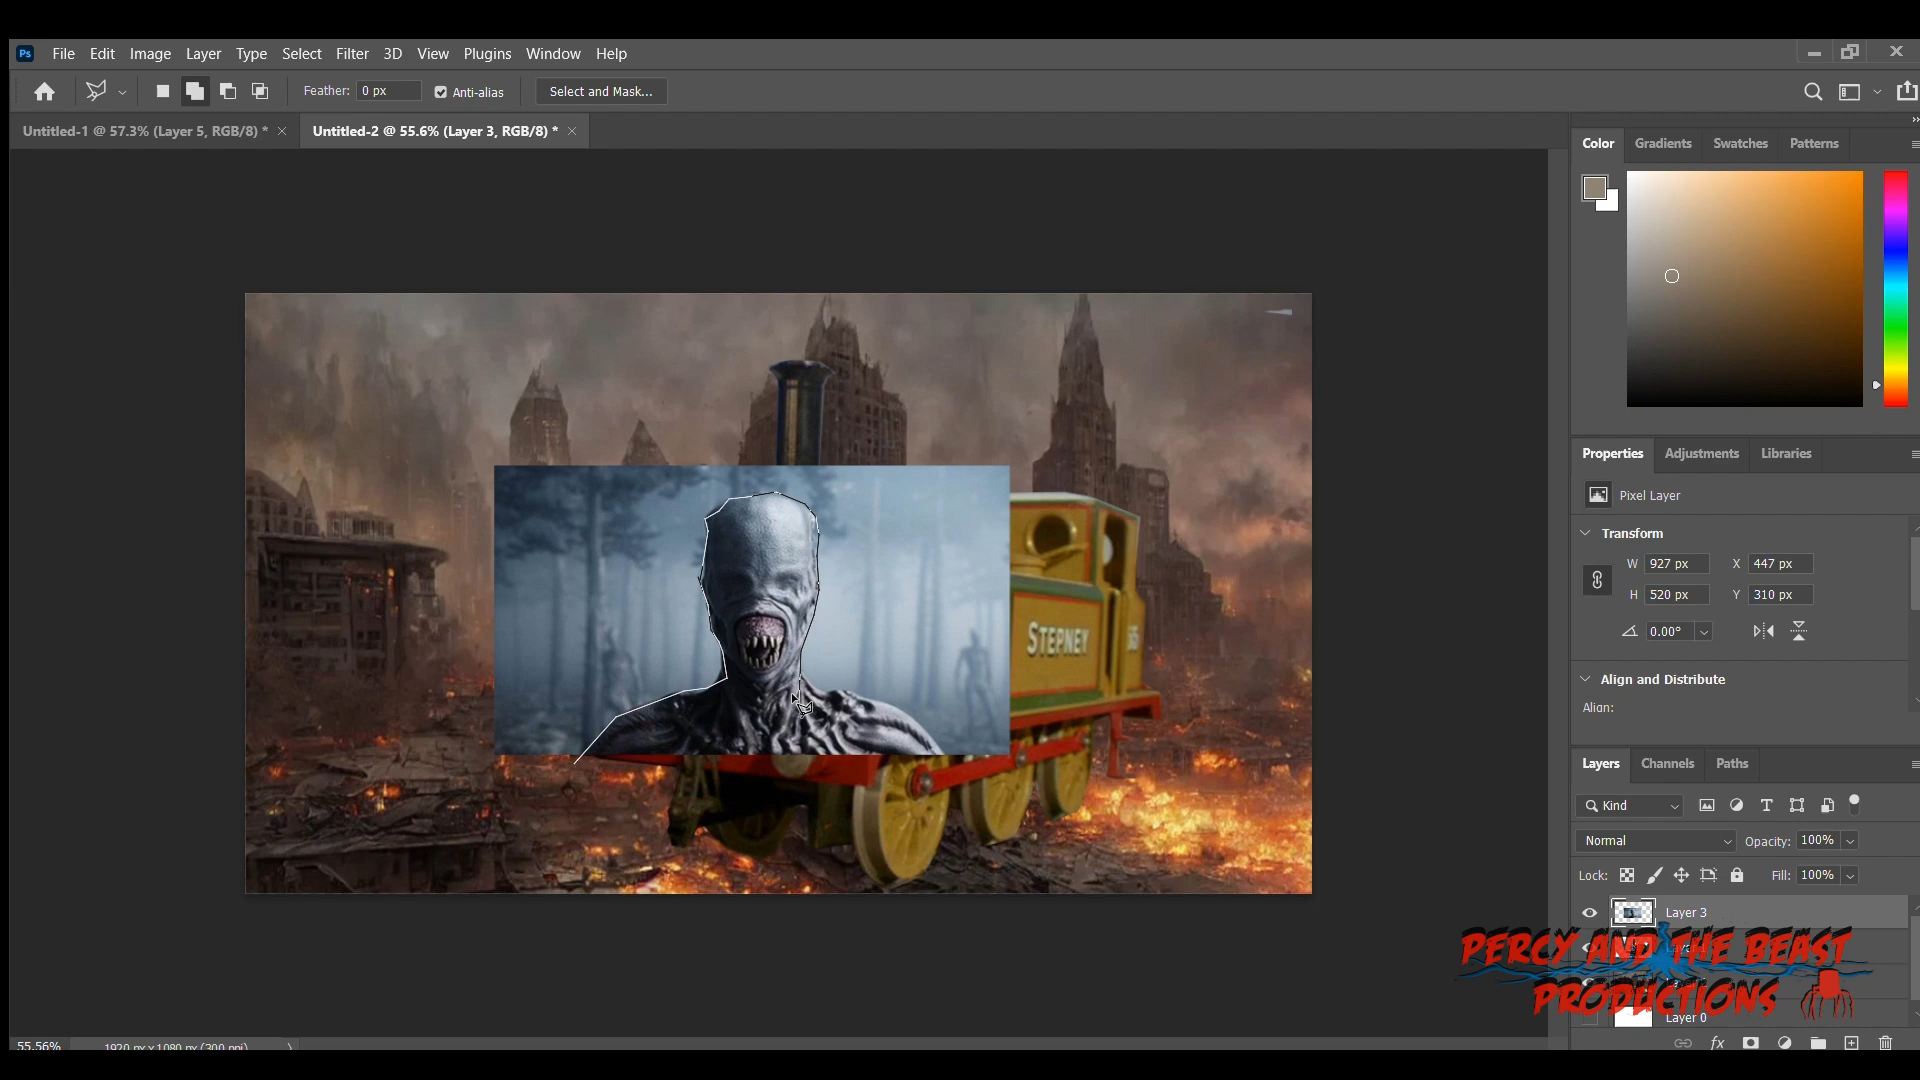 Ps File Edit Image Layer Type Select Filter 3D View Plugins Window Help
Feather: 0 px Anti-alias Select and Mask...
Untitled-1 @ 57.3% (Layer 5, RGB/8) * Untitled-2 @ 55.6% (Layer 3, RGB/8) *
Color Gradients Swatches Patterns
Properties Adjustments Libraries
Pixel Layer
Transform
W 927 px X 447 px
H 520 px Y 310 px
0.00°
STEPNEY
Align and Distribute
Align:
Layers Channels Paths
Kind
Normal Opacity: 100%
Lock: Fill: 100%
Layer 3
PERCY AND THE BEAST
PRODUCTIONS
Layer 0
fx
55.56% 1920 px x 1080 px (300 ppi)